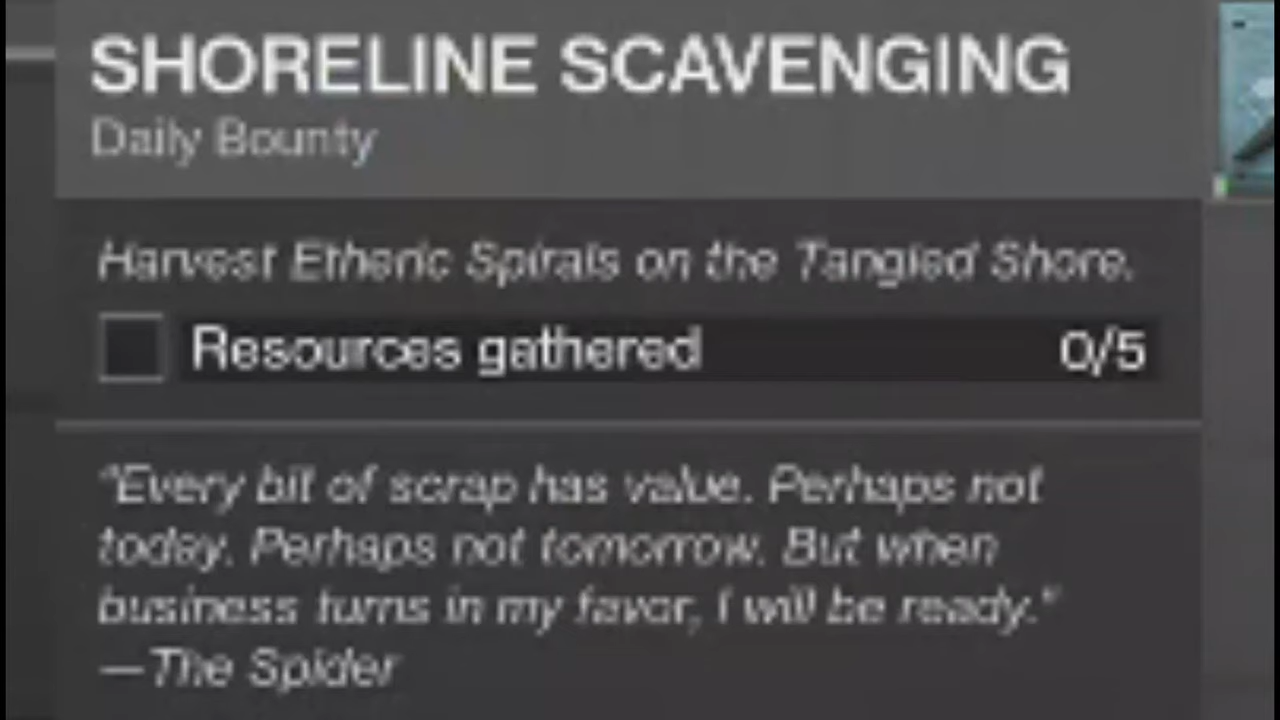 SHORELINE SCAVENGING
Daily Bounty
Harvest Etheric Spirals on the Tangled Shore.
Resources gathered 0/5
"Every bit of scrap has value. Perhaps not
today. Perhaps not tomorrow. But when
business turns in my favor, I will be ready."
—The Spider